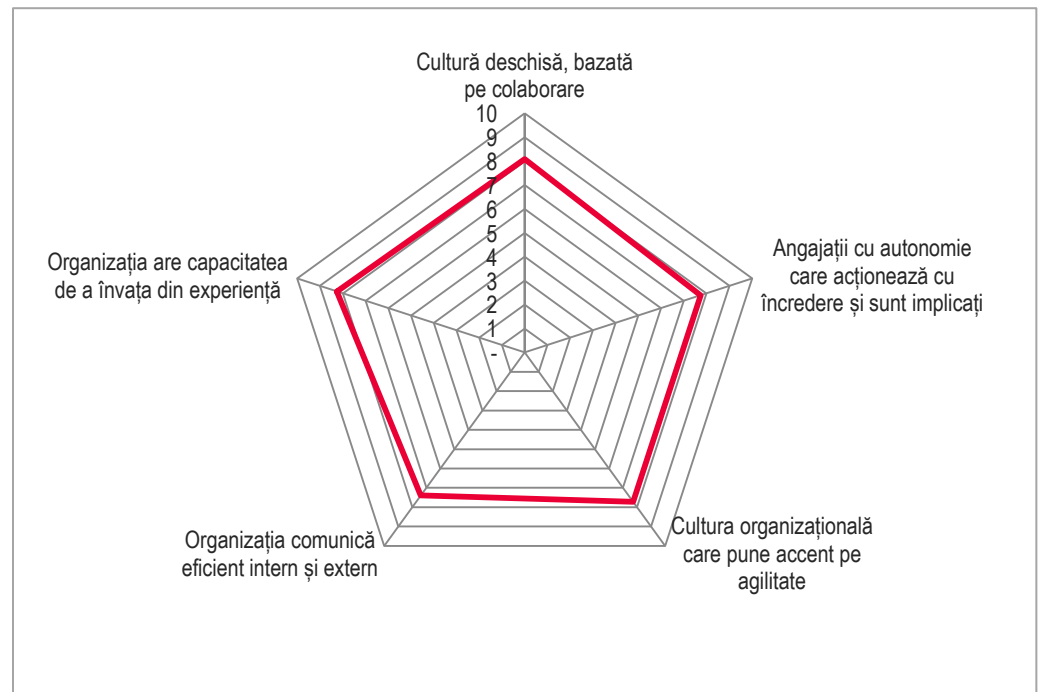 Cultură deschisă, bazată
pe colaborare
10
9
8
7
6
5
4
3
2
1
-
Angajații cu autonomie
care acționează cu
încredere și sunt implicați
Cultura organizațională
care pune accent pe
agilitate
Organizația comunică
eficient intern și extern
Organizația are capacitatea
de a învața din experiență